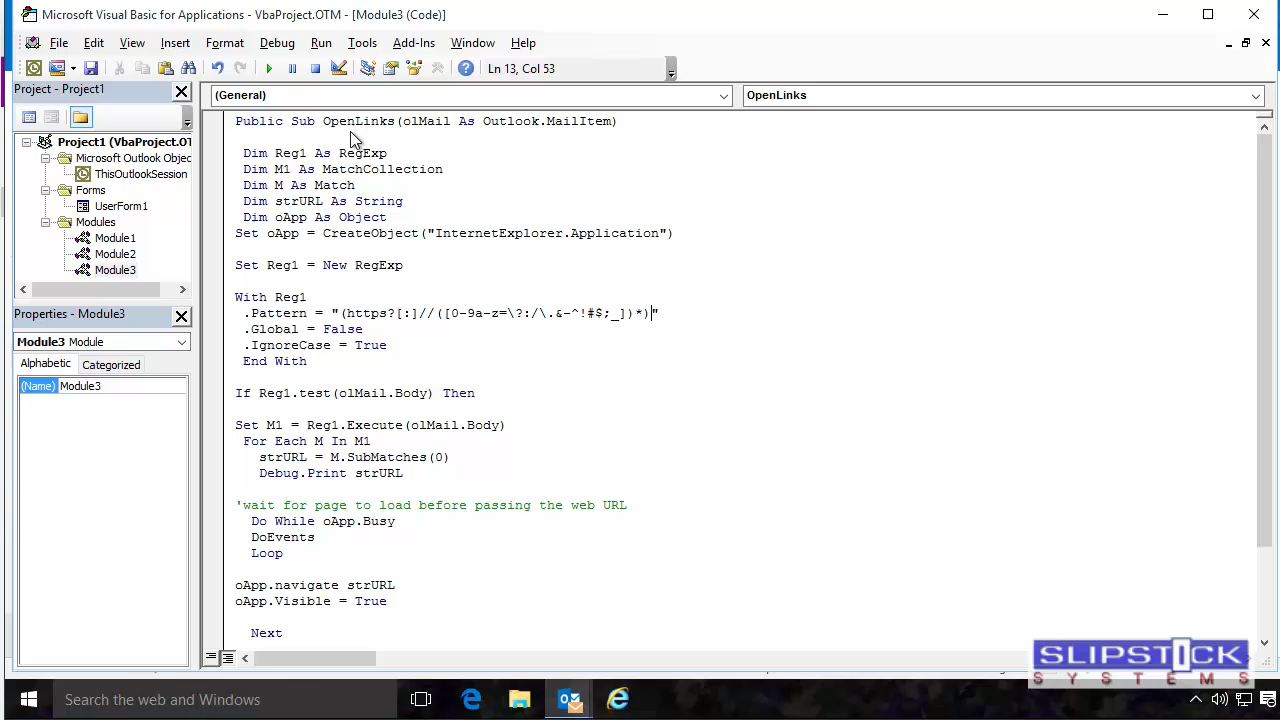 Microsoft Visual Basic for Applications - VbaProject.OTM - [Module3 (Code)]
File Edit View Insert Format Debug Run Tools Add-Ins Window Help
Ln 13, Col 53
Project - Project1
Project1 (VbaProject.OT
Microsoft Outlook Objec
ThisOutlookSession
Forms
UserForm1
Modules
Module1
Module2
Module3
Properties - Module3
Module3 Module
Alphabetic Categorized
(Name) Module3
(General) OpenLinks
Public Sub OpenLinks(olMail As Outlook.MailItem)
Dim Reg1 As RegExp
Dim M1 As MatchCollection
Dim M As Match
Dim strURL As String
Dim oApp As Object
Set oApp = CreateObject("InternetExplorer.Application")
Set Reg1 = New RegExp
With Reg1
.Pattern = "(https?[:]//([0-9a-z=\?:/\.&-^!#$;_])*)"
.Global = False
.IgnoreCase = True
End With
If Reg1.test(olMail.Body) Then
Set M1 = Reg1.Execute(olMail.Body)
For Each M In M1
strURL = M.SubMatches(0)
Debug.Print strURL
'wait for page to load before passing the web URL
Do While oApp.Busy
DoEvents
Loop
oApp.navigate strURL
oApp.Visible = True
Next
SLIPSTICK
SYSTEMS
Search the web and Windows